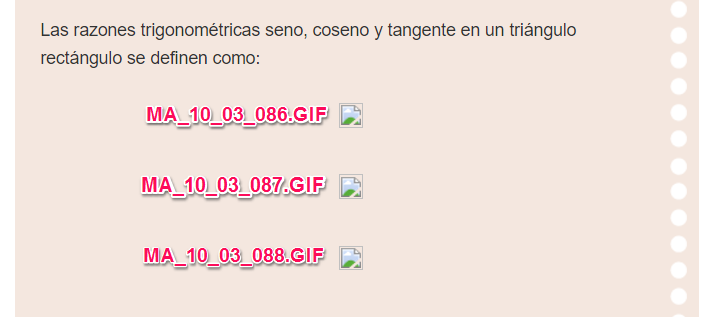 Las razones trigonométricas seno, coseno y tangente en un triángulo
rectángulo se definen como:
MA_10_03_086.GIF
MA_10_03_087.GIF
MA_10_03_088.GIF